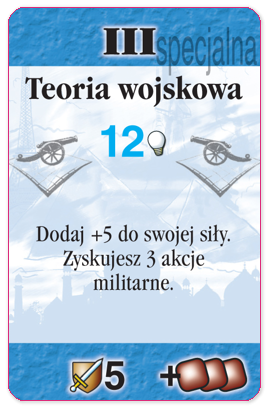 III
specjalna
Teoria wojskowa
12
Dodaj +5 do swojej siły.
Zyskujesz 3 akcje
militarne.
5 +